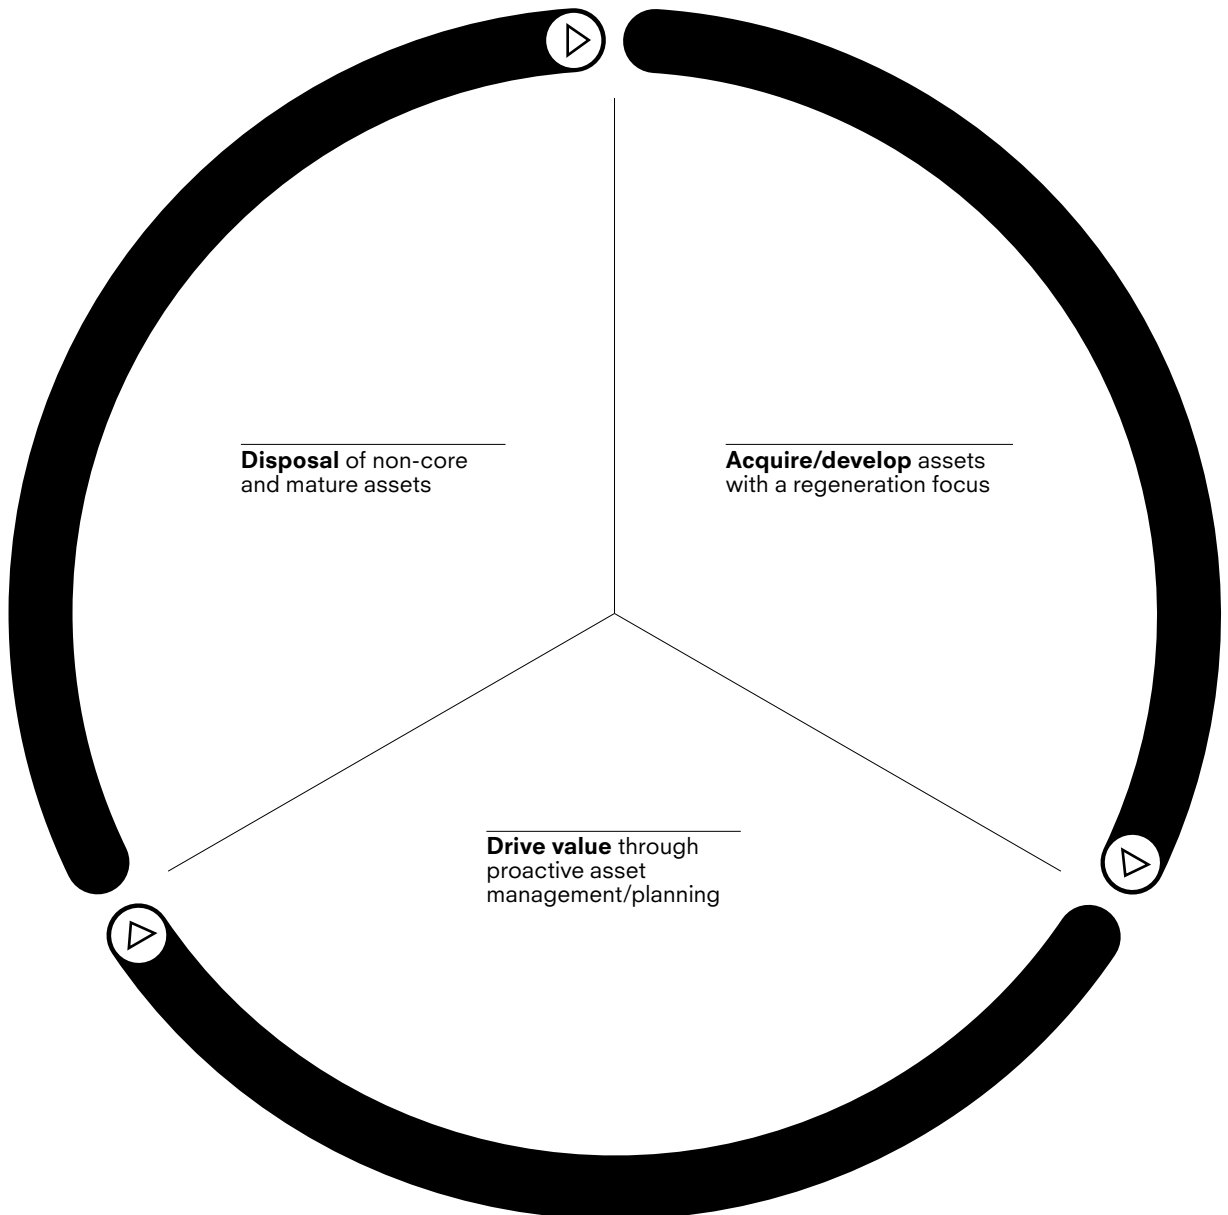 Disposal of non-core
and mature assets
Acquire/develop assets
with a regeneration focus
Drive value through
proactive asset
management/planning